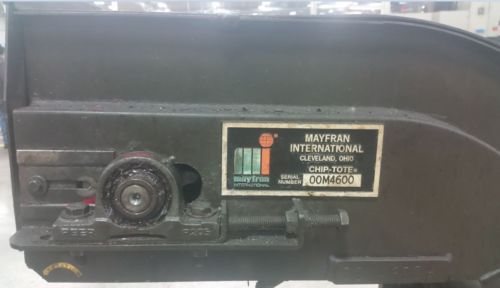 MAYFRAN
INTERNATIONAL
CLEVELAND, OHIO
CHIP-TOTE®
SERIAL NUMBER 00M4600
mayfran
INTERNATIONAL